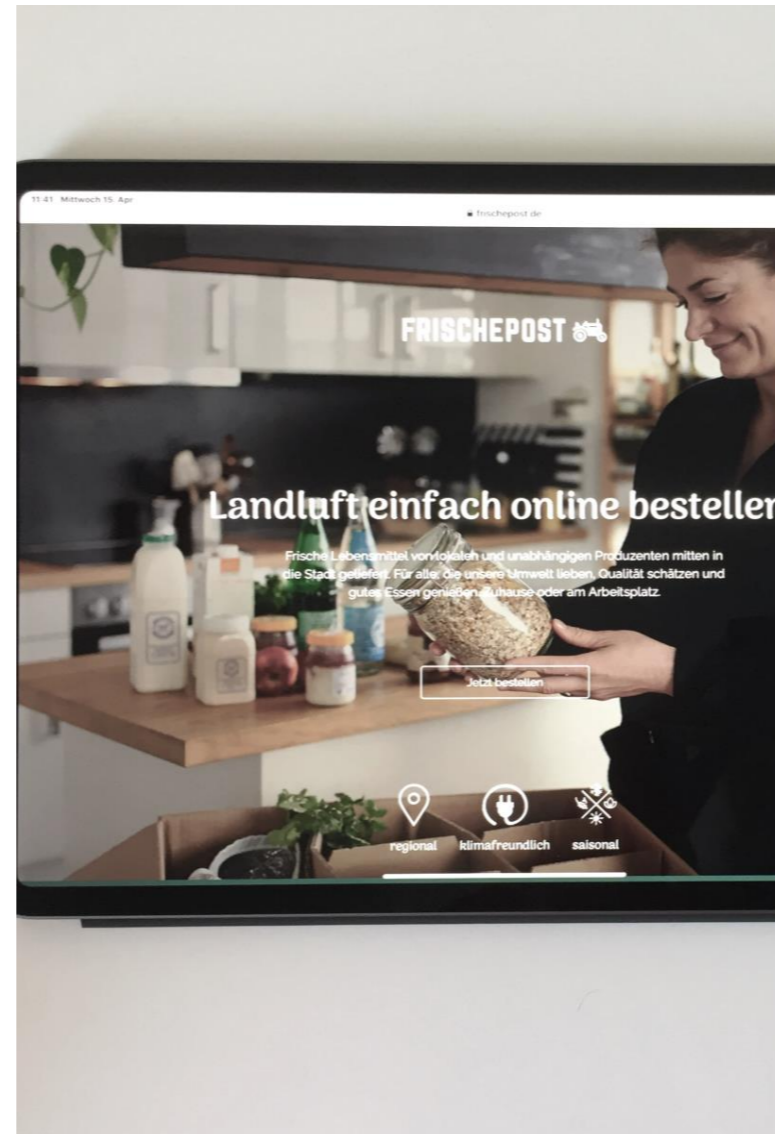 11:41 Mittwoch 15. Apr
frischepost.de
FRISCHEPOST
Landluft einfach online bestellen
Frische Lebensmittel von lokalen und unabhängigen Produzenten mitten in
die Stadt geliefert. Für alle, die unsere Umwelt lieben, Qualität schätzen und
gutes Essen genießen. Zuhause oder am Arbeitsplatz.
Jetzt bestellen
regional klimafreundlich saisonal